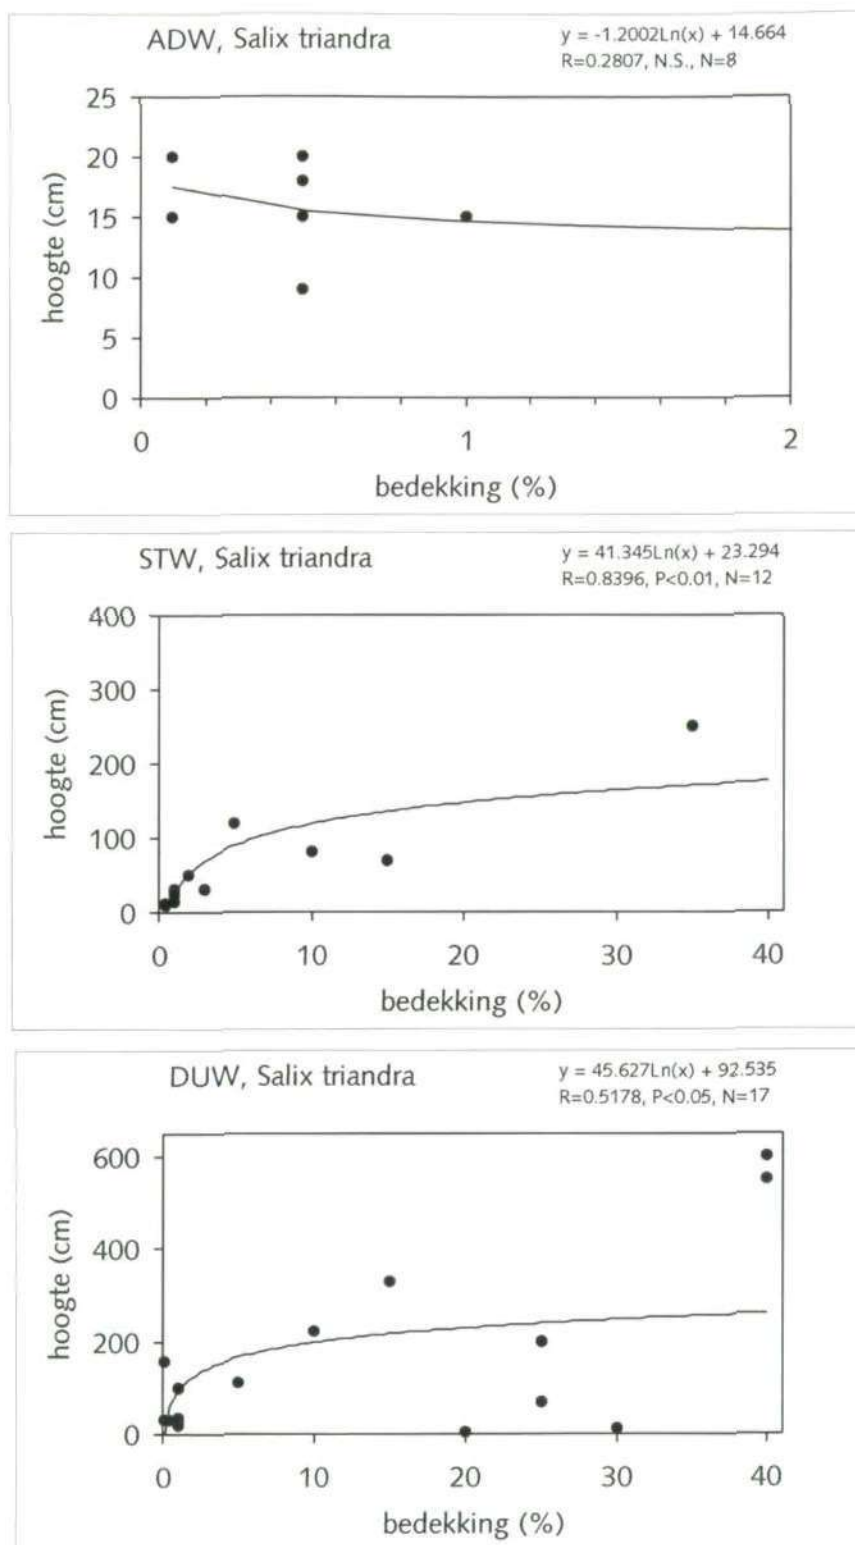 ADW, Salix triandra
y = -1.2002Ln(x) + 14.664
R=0.2807, N.S., N=8
25
20
15
10
5
0
hoogte (cm)
0 1 2
bedekking (%)
STW, Salix triandra
y = 41.345Ln(x) + 23.294
R=0.8396, P<0.01, N=12
400
300
200
100
0
hoogte (cm)
0 10 20 30 40
bedekking (%)
DUW, Salix triandra
y = 45.627Ln(x) + 92.535
R=0.5178, P<0.05, N=17
600
400
200
0
hoogte (cm)
0 10 20 30 40
bedekking (%)